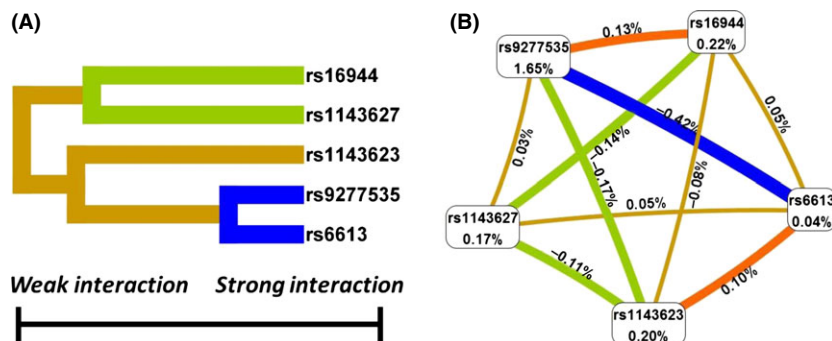 (A)
rs16944
rs1143627
rs1143623
rs9277535
rs6613
Weak interaction Strong interaction
(B)
rs9277535
1.65%
0.13%
rs16944
0.22%
0.03%
–0.42%
–0.14%
–0.17%
–0.08%
0.05%
rs1143627
0.17%
0.05%
rs6613
0.04%
–0.11%
0.10%
rs1143623
0.20%